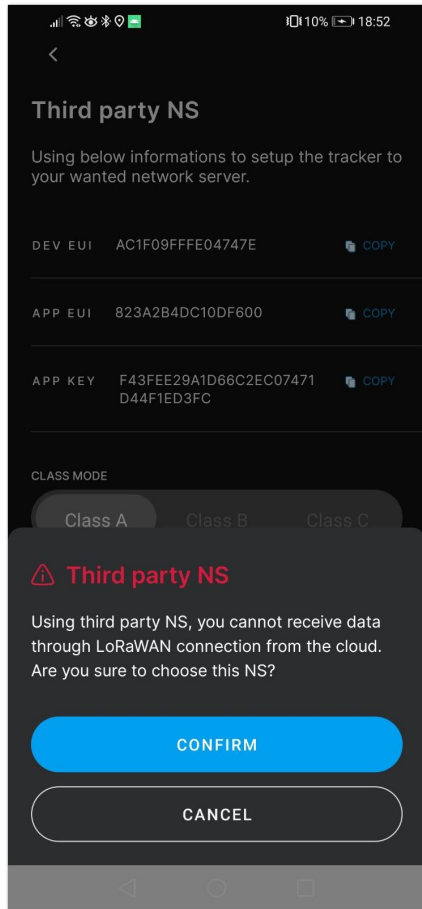 10% 18:52
Third party NS
Using below informations to setup the tracker to
your wanted network server.
DEV EUI AC1F09FFFE04747E COPY
APP EUI 823A2B4DC10DF600 COPY
APP KEY F43FEE29A1D66C2EC07471 COPY
D44F1ED3FC
CLASS MODE
Class A Class B Class C
Third party NS
Using third party NS, you cannot receive data
through LoRaWAN connection from the cloud.
Are you sure to choose this NS?
CONFIRM
CANCEL